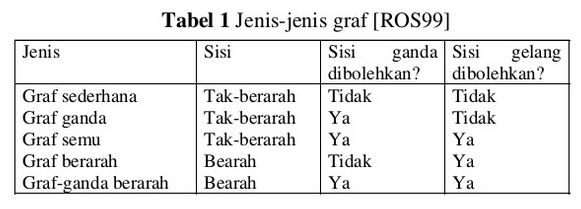 Tabel 1 Jenis-jenis graf [ROS99]
Jenis Sisi Sisi ganda dibolehkan? Sisi gelang dibolehkan?
Graf sederhana Tak-berarah Tidak Tidak
Graf ganda Tak-berarah Ya Tidak
Graf semu Tak-berarah Ya Ya
Graf berarah Bearah Tidak Ya
Graf-ganda berarah Bearah Ya Ya